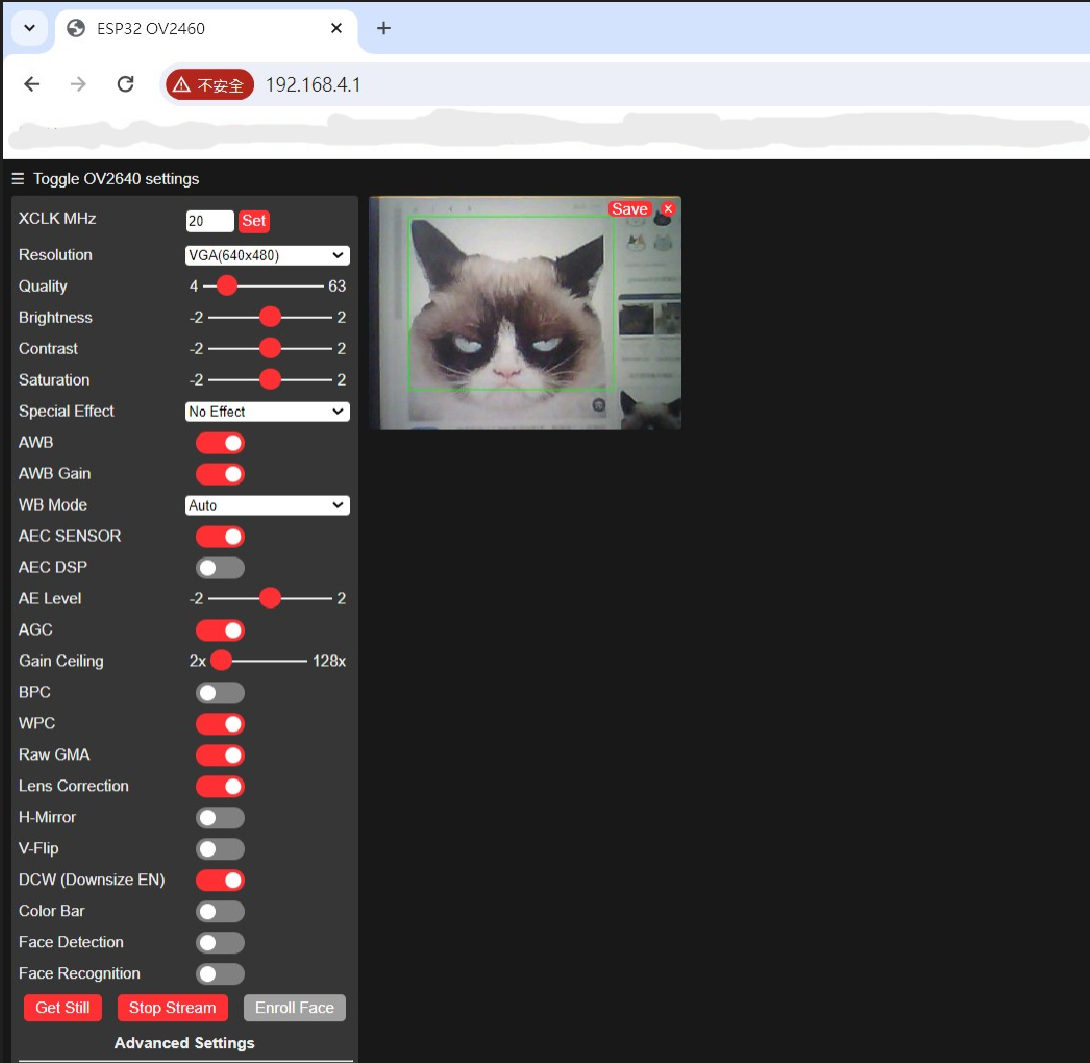 ESP32 OV2460
不安全 192.168.4.1
Toggle OV2640 settings
XCLK MHz 20 Set
Resolution VGA(640x480)
Quality 4 63
Brightness -2 2
Contrast -2 2
Saturation -2 2
Special Effect No Effect
AWB
AWB Gain
WB Mode Auto
AEC SENSOR
AEC DSP
AE Level -2 2
AGC
Gain Ceiling 2x 128x
BPC
WPC
Raw GMA
Lens Correction
H-Mirror
V-Flip
DCW (Downsize EN)
Color Bar
Face Detection
Face Recognition
Get Still Stop Stream Enroll Face
Advanced Settings
Save